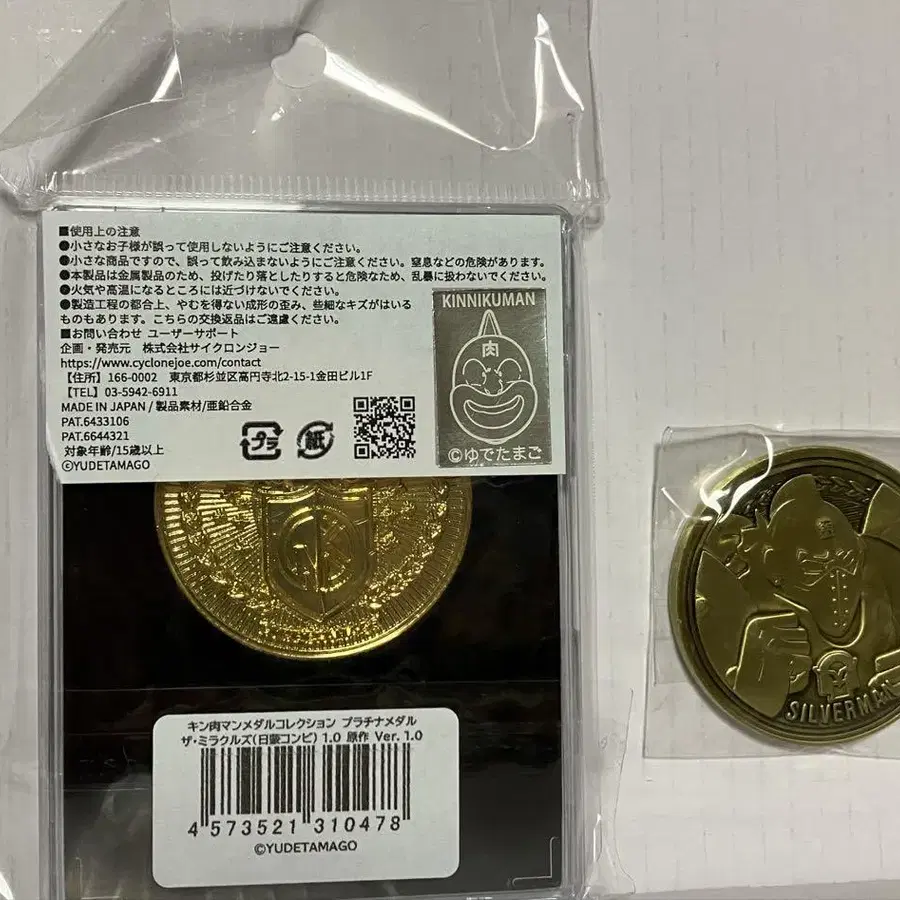 ■使用上の注意
●小さなお子様が誤って使用しないようにご注意ください。
●小さな商品ですので、誤って飲み込まないようにご注意ください。窒息などの危険があります。
●本製品は金属製品のため、投げたり落としたりすると危険なため、乱暴に扱わないでください。
●火気や高温になるところには近づけないでください。
●製造工程の都合上、やむを得ない成形の歪み、些細なキズがはいる
ものもあります。こちらの交換返品はご遠慮ください。
■お問い合わせ ユーザーサポート
企画・発売元 株式会社サイクロンジョー
https://www.cyclonejoe.com/contact
【住所】166-0002 東京都杉並区高円寺北2-15-1金田ビル1F
【TEL】03-5942-6911
MADE IN JAPAN / 製品素材/亜鉛合金
PAT.6433106
PAT.6644321
対象年齢/15歳以上
©YUDETAMAGO
プラ
紙
KINNIKUMAN
肉
©ゆでたまご
キン肉マンメダルコレクション プラチナメダル
ザ・ミラクルズ(日蒙コンビ) 1.0 原作 Ver. 1.0
4 573521 310478
©YUDETAMAGO
SILVERMAN